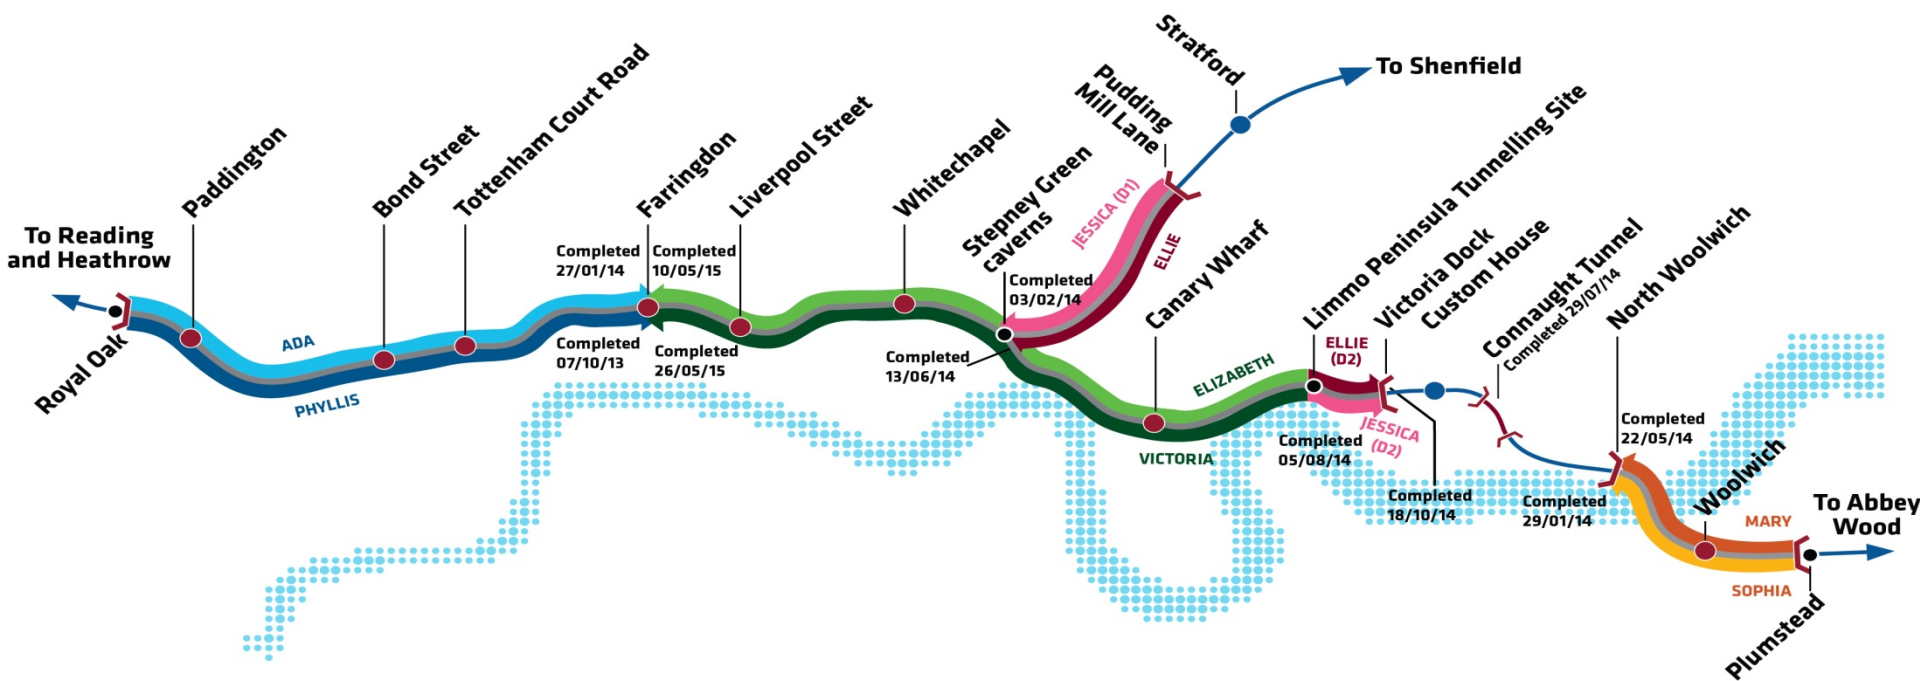 To Reading
and Heathrow
Royal Oak
Paddington
Bond Street
Tottenham Court Road
Farringdon
Liverpool Street
Whitechapel
Stepney Green
caverns
Pudding
Mill Lane
Stratford
To Shenfield
Canary Wharf
Limmo Peninsula Tunnelling Site
Victoria Dock
Custom House
Connaught Tunnel
Completed 29/07/14
North Woolwich
Woolwich
To Abbey
Wood
Plumstead
ADA
PHYLLIS
Completed
27/01/14
Completed
10/05/15
Completed
07/10/13
Completed
26/05/15
Completed
03/02/14
Completed
13/06/14
JESSICA (D1)
ELLIE
ELIZABETH
VICTORIA
ELLIE
(D2)
JESSICA
(D2)
Completed
05/08/14
Completed
18/10/14
Completed
22/05/14
Completed
29/01/14
MARY
SOPHIA